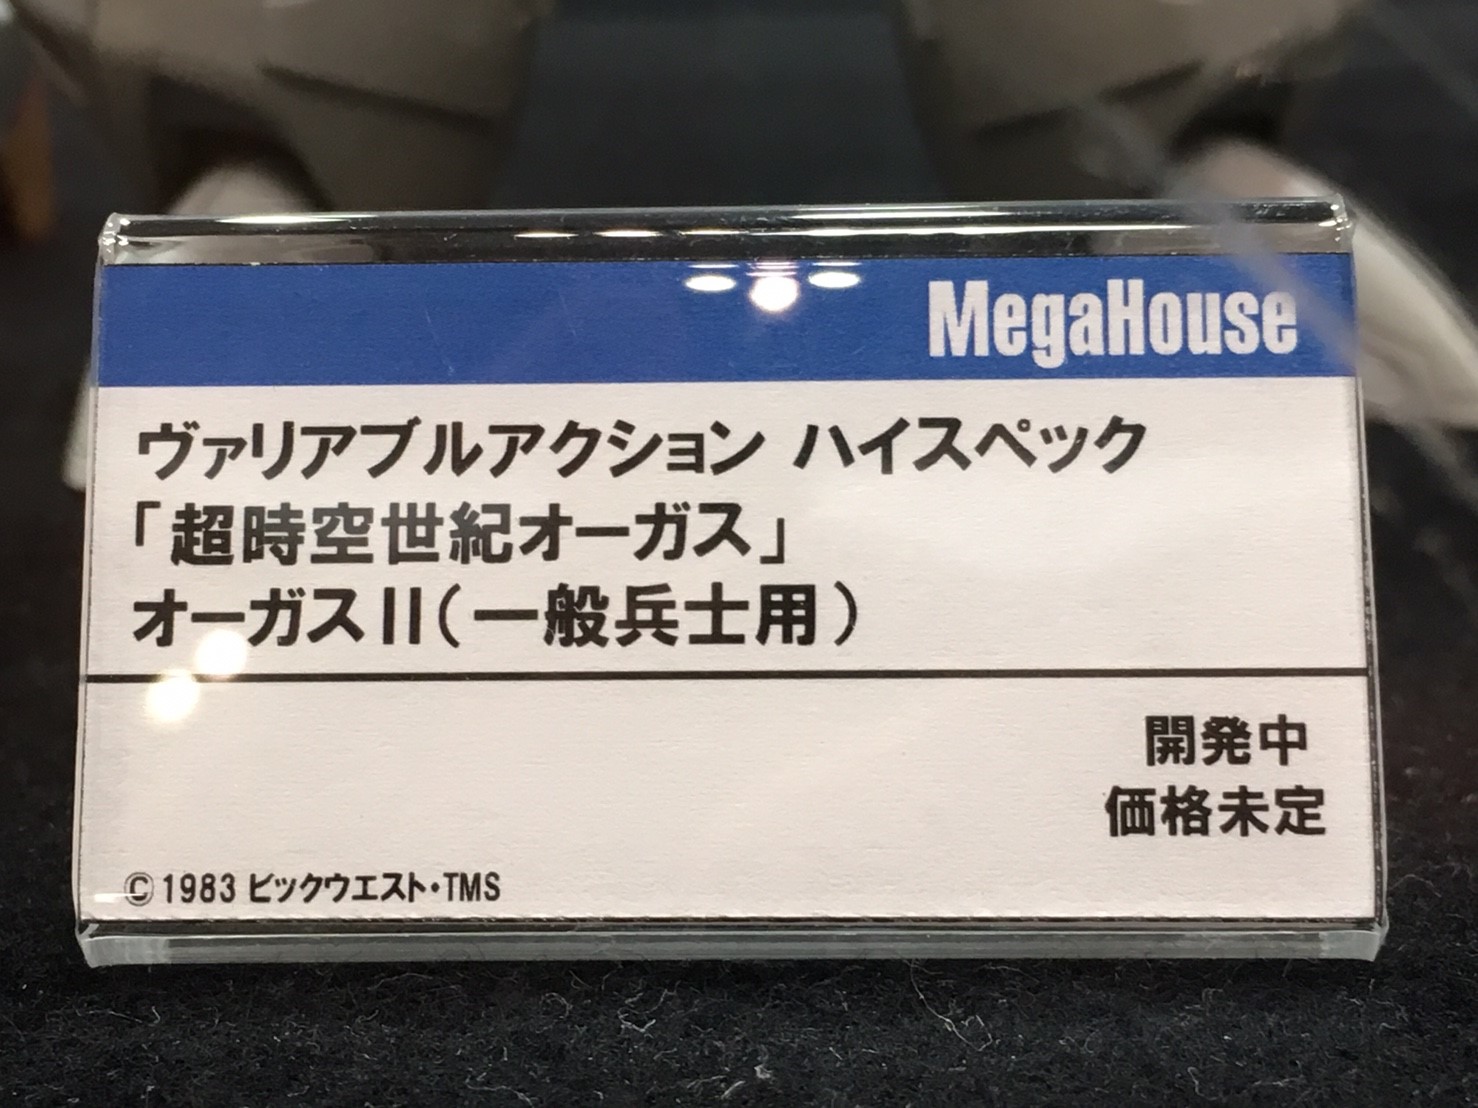 MegaHouse
ヴァリアブルアクション ハイスペック
「超時空世紀オーガス」
オーガスⅡ(一般兵士用)
開発中
価格未定
©1983 ビックウエスト・TMS